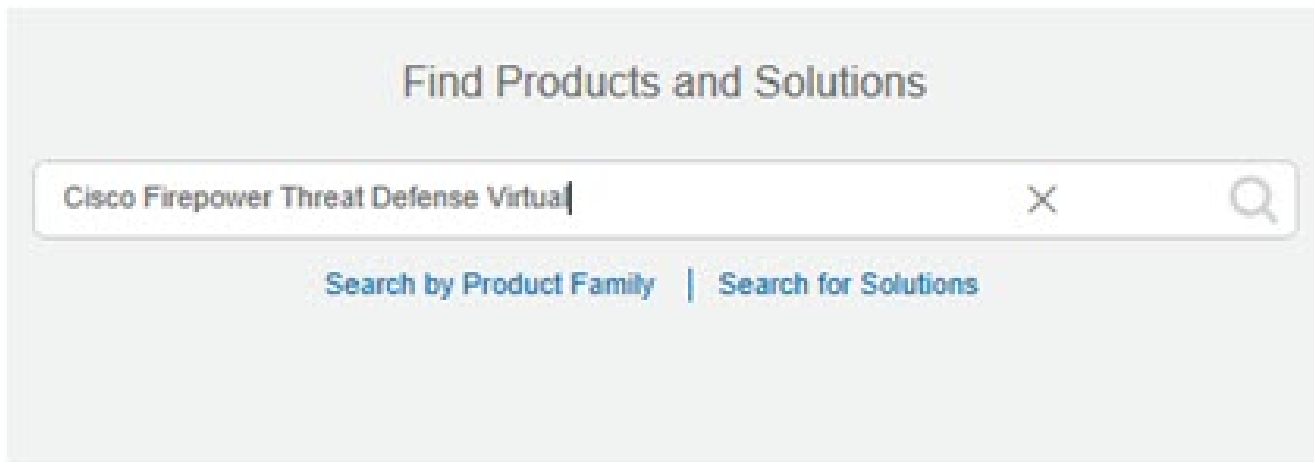 Find Products and Solutions
Cisco Firepower Threat Defense Virtual
Search by Product Family | Search for Solutions